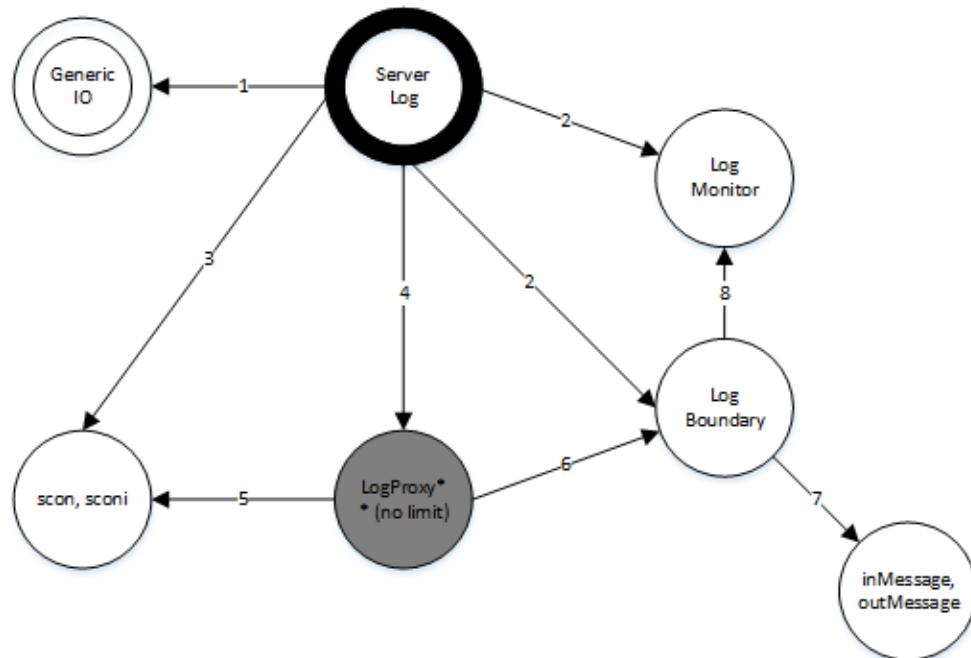 Generic
IO
1
Server
Log
2
Log
Monitor
3
4
2
8
Log
Boundary
scon, sconi
5
LogProxy*
* (no limit)
6
7
inMessage,
outMessage